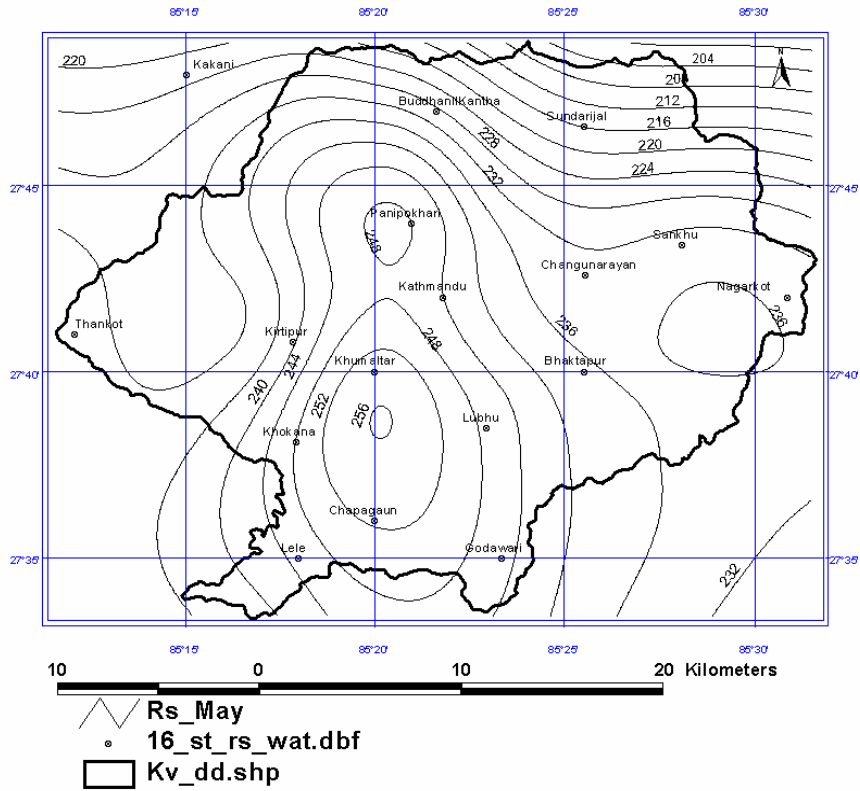 220
Kakani
N
204
208
BuddhanilKantha
212
Sundarijal
216
228
220
224
232
27°45'
27°45'
Panipokhari
248
Sankhu
Changunarayan
Kathmandu
Nagarkot
236
Thankot
236
Kirtipur
248
Khumaltar
Bhaktapur
244
27°40'
27°40'
240
252
256
Lubhu
Khokana
Chapagaun
Lele
Godawari
27°35'
27°35'
232
85°15'
85°20'
85°25'
85°30'
85°15'
85°20'
85°25'
85°30'
10
0
10
20 Kilometers
Rs_May
16_st_rs_wat.dbf
Kv_dd.shp